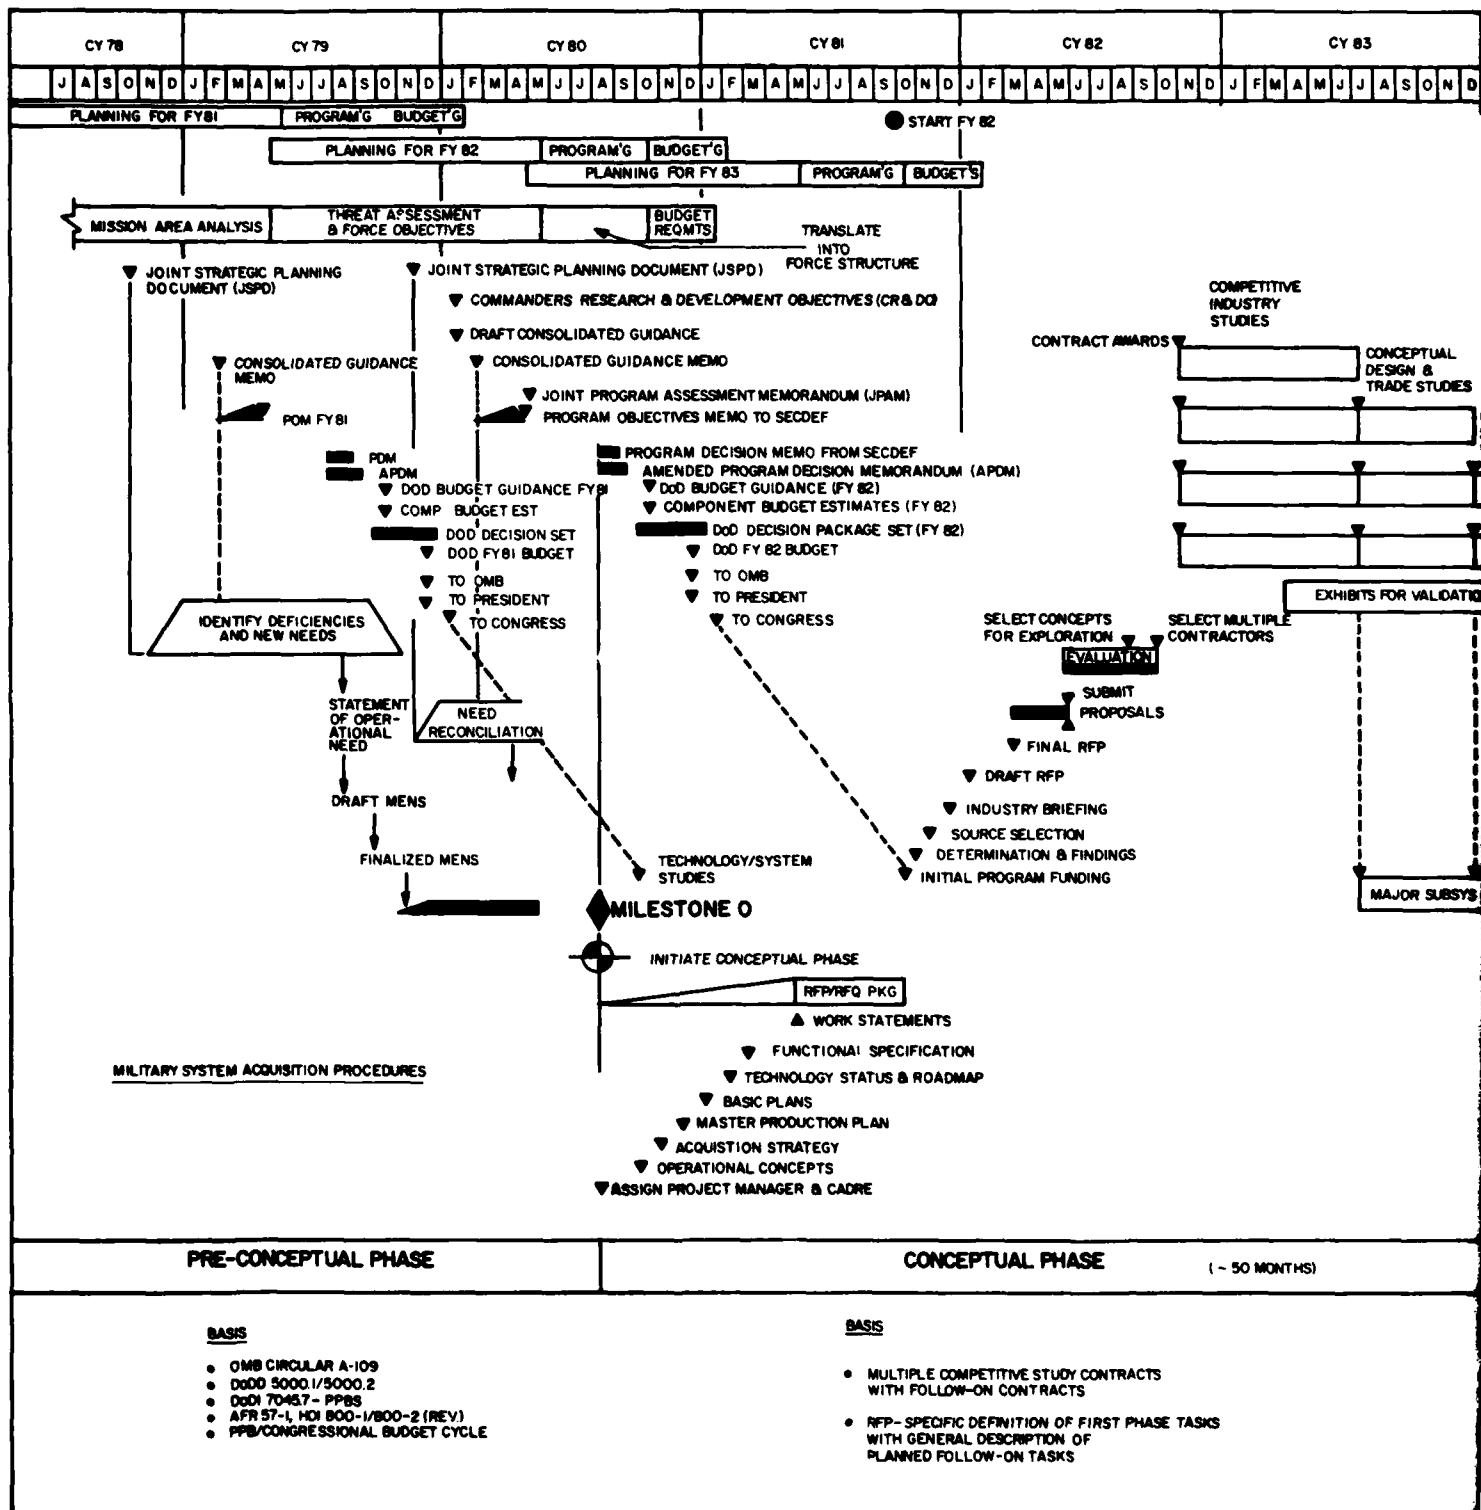 CY 78 CY 79 CY 80 CY 81 CY 82 CY 83
J A S O N D J F M A M J J A S O N D J F M A M J J A S O N D J F M A M J J A S O N D J F M A M J J A S O N D J F M A M J J A S O N D
PLANNING FOR FY81 PROGRAM'G BUDGET'G
START FY 82
PLANNING FOR FY 82 PROGRAM'G BUDGET'G
PLANNING FOR FY 83 PROGRAM'G BUDGET'S
MISSION AREA ANALYSIS
THREAT ASSESSMENT
& FORCE OBJECTIVES
BUDGET
REQMTS
TRANSLATE
INTO
FORCE STRUCTURE
JOINT STRATEGIC PLANNING
DOCUMENT (JSPD)
JOINT STRATEGIC PLANNING DOCUMENT (JSPD)
COMMANDERS RESEARCH & DEVELOPMENT OBJECTIVES (CR & DO)
DRAFT CONSOLIDATED GUIDANCE
CONSOLIDATED GUIDANCE
MEMO
CONSOLIDATED GUIDANCE MEMO
JOINT PROGRAM ASSESSMENT MEMORANDUM (JPAM)
POM FY81
PROGRAM OBJECTIVES MEMO TO SECDEF
COMPETITIVE
INDUSTRY
STUDIES
CONTRACT AWARDS
CONCEPTUAL
DESIGN &
TRADE STUDIES
PDM
APDM
DOD BUDGET GUIDANCE FY81
COMP BUDGET EST
DOD DECISION SET
DOD FY81 BUDGET
TO OMB
TO PRESIDENT
TO CONGRESS
PROGRAM DECISION MEMO FROM SECDEF
AMENDED PROGRAM DECISION MEMORANDUM (APDM)
DoD BUDGET GUIDANCE (FY 82)
COMPONENT BUDGET ESTIMATES (FY 82)
DoD DECISION PACKAGE SET (FY 82)
DoD FY 82 BUDGET
TO OMB
TO PRESIDENT
TO CONGRESS
EXHIBITS FOR VALIDATIO
IDENTIFY DEFICIENCIES
AND NEW NEEDS
SELECT CONCEPTS
FOR EXPLORATION
SELECT MULTIPLE
CONTRACTORS
EVALUATION
STATEMENT
OF OPER-
ATIONAL
NEED
NEED
RECONCILIATION
SUBMIT
PROPOSALS
FINAL RFP
DRAFT RFP
DRAFT MENS
INDUSTRY BRIEFING
SOURCE SELECTION
FINALIZED MENS
TECHNOLOGY/SYSTEM
STUDIES
DETERMINATION & FINDINGS
INITIAL PROGRAM FUNDING
MAJOR SUBSYS
MILESTONE 0
INITIATE CONCEPTUAL PHASE
RFP/RFQ PKG
WORK STATEMENTS
FUNCTIONAL SPECIFICATION
MILITARY SYSTEM ACQUISITION PROCEDURES
TECHNOLOGY STATUS & ROADMAP
BASIC PLANS
MASTER PRODUCTION PLAN
ACQUISTION STRATEGY
OPERATIONAL CONCEPTS
ASSIGN PROJECT MANAGER & CADRE
PRE-CONCEPTUAL PHASE
CONCEPTUAL PHASE (~ 50 MONTHS)
BASIS
• OMB CIRCULAR A-109
• DoDD 5000.1/5000.2
• DoDI 7045.7 - PPBS
• AFR 57-1, HOI 800-1/800-2 (REV.)
• PPB/CONGRESSIONAL BUDGET CYCLE
BASIS
• MULTIPLE COMPETITIVE STUDY CONTRACTS
WITH FOLLOW-ON CONTRACTS
• RFP- SPECIFIC DEFINITION OF FIRST PHASE TASKS
WITH GENERAL DESCRIPTION OF
PLANNED FOLLOW-ON TASKS